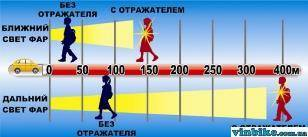 БЕЗ
ОТРАЖАТЕЛЯ
С ОТРАЖАТЕЛЕМ
БЛИЖНИЙ
СВЕТ ФАР
0 50 100 150 200 250 300 400м
ДАЛЬНИЙ
СВЕТ ФАР
БЕЗ
ОТРАЖАТЕЛЯ
С ОТРАЖАТЕЛЕМ
vinbike.com